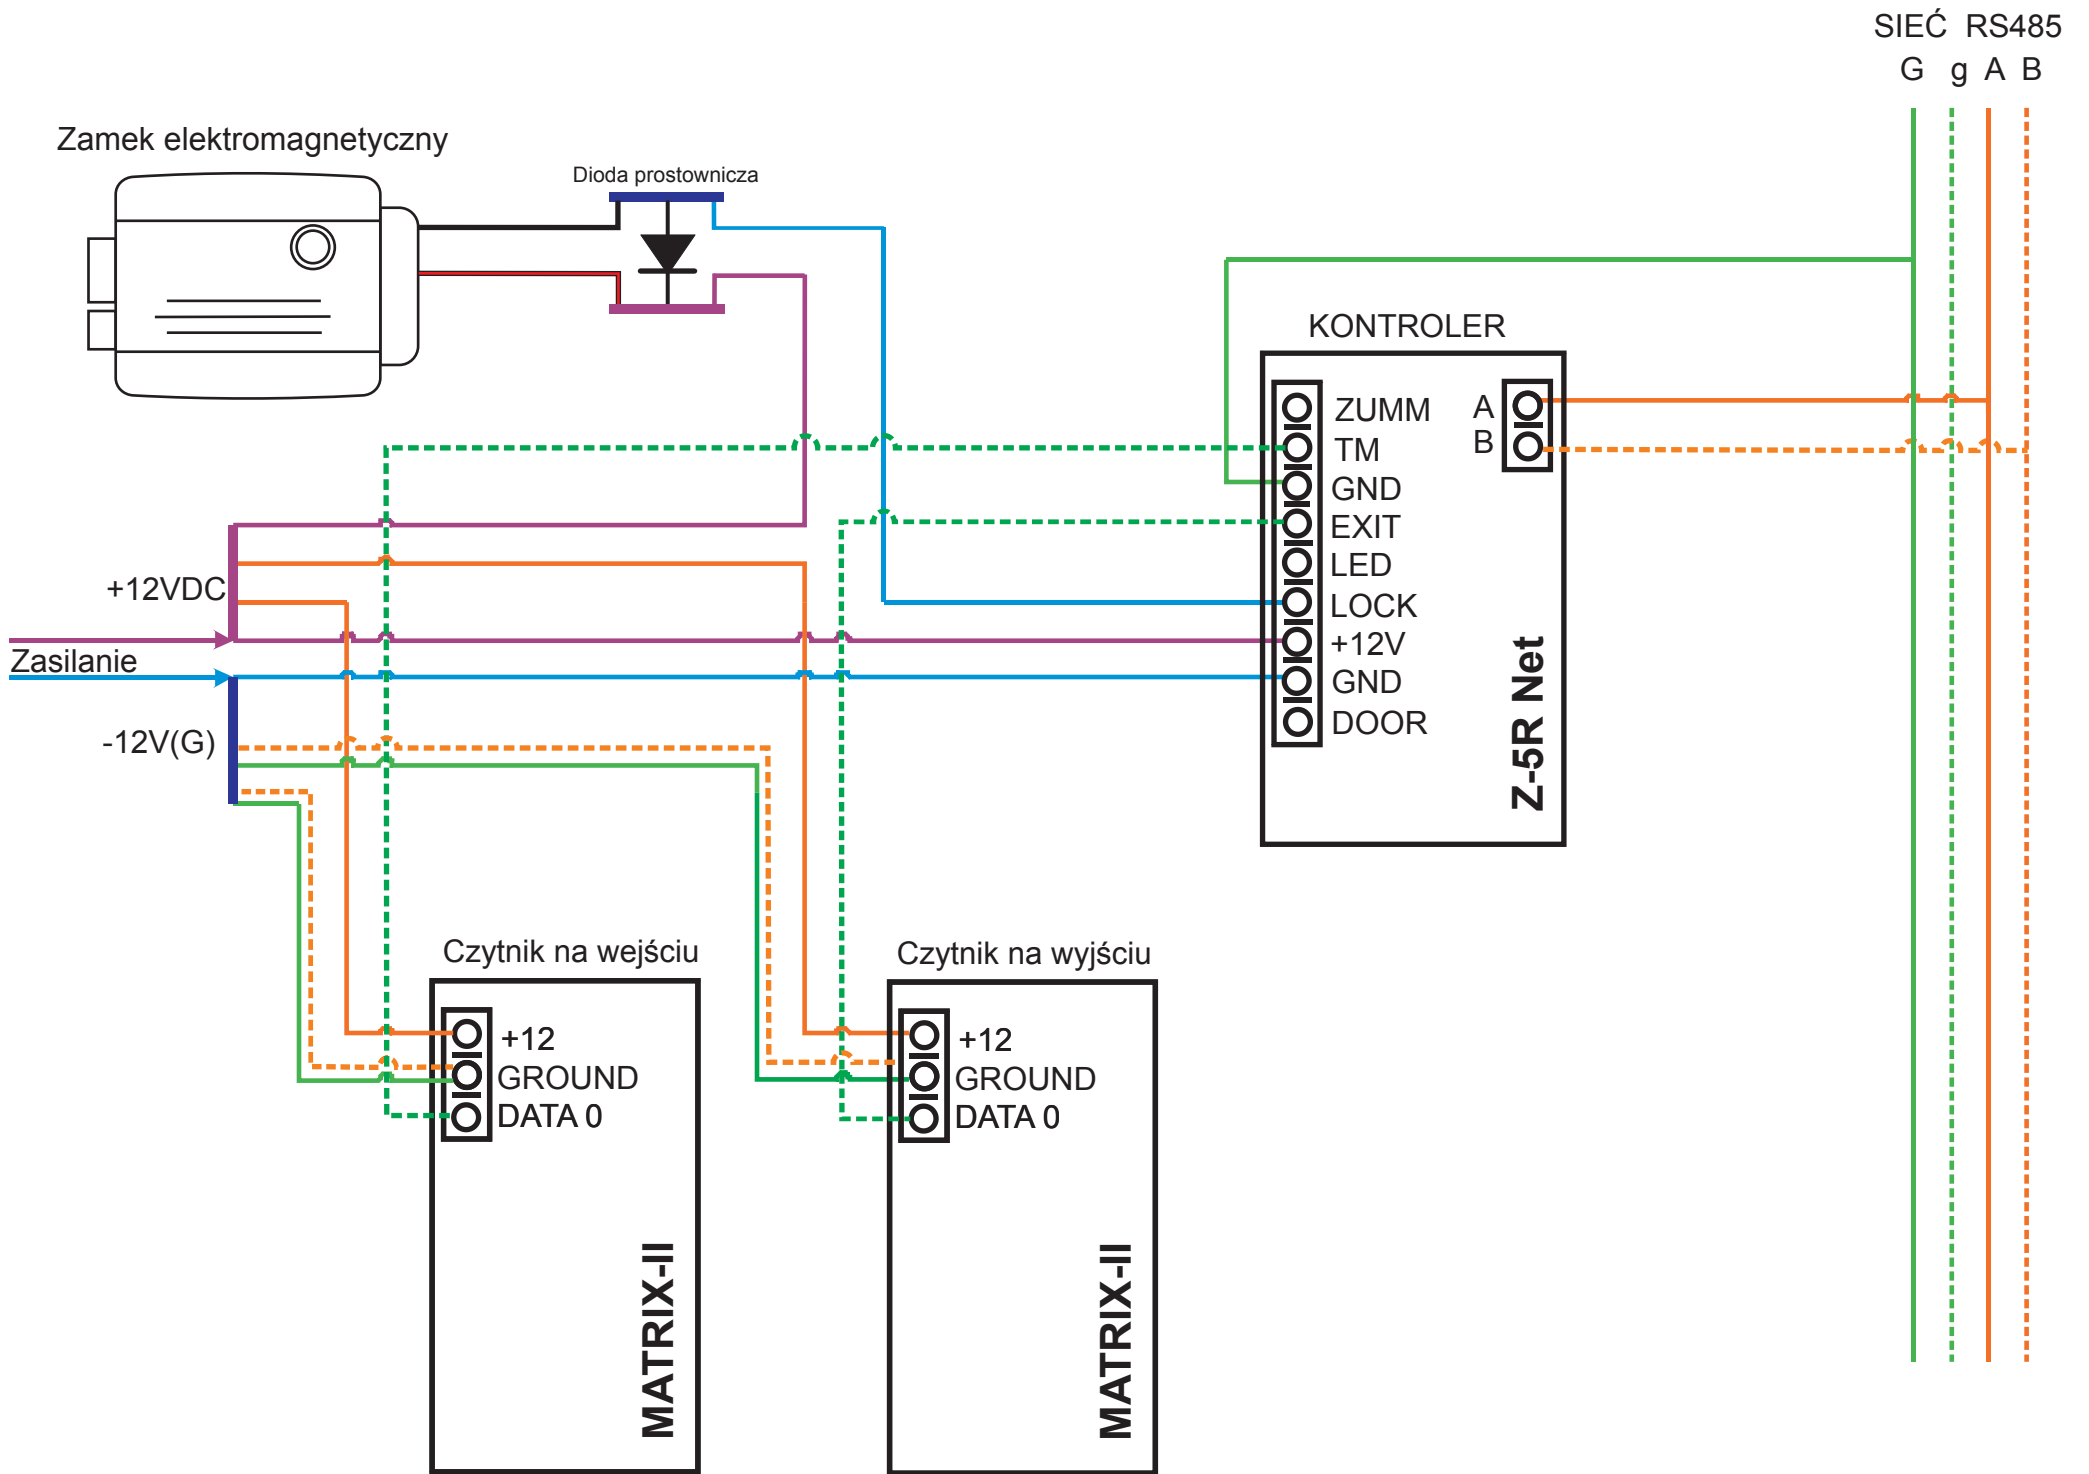 SIEĆ RS485
G g A B
Zamek elektromagnetyczny
Dioda prostownicza
KONTROLER
ZUMM
TM
GND
EXIT
LED
LOCK
+12V
GND
DOOR
A
B
Z-5R Net
+12VDC
Zasilanie
-12V(G)
Czytnik na wejściu
+12
GROUND
DATA 0
MATRIX-II
Czytnik na wyjściu
+12
GROUND
DATA 0
MATRIX-II